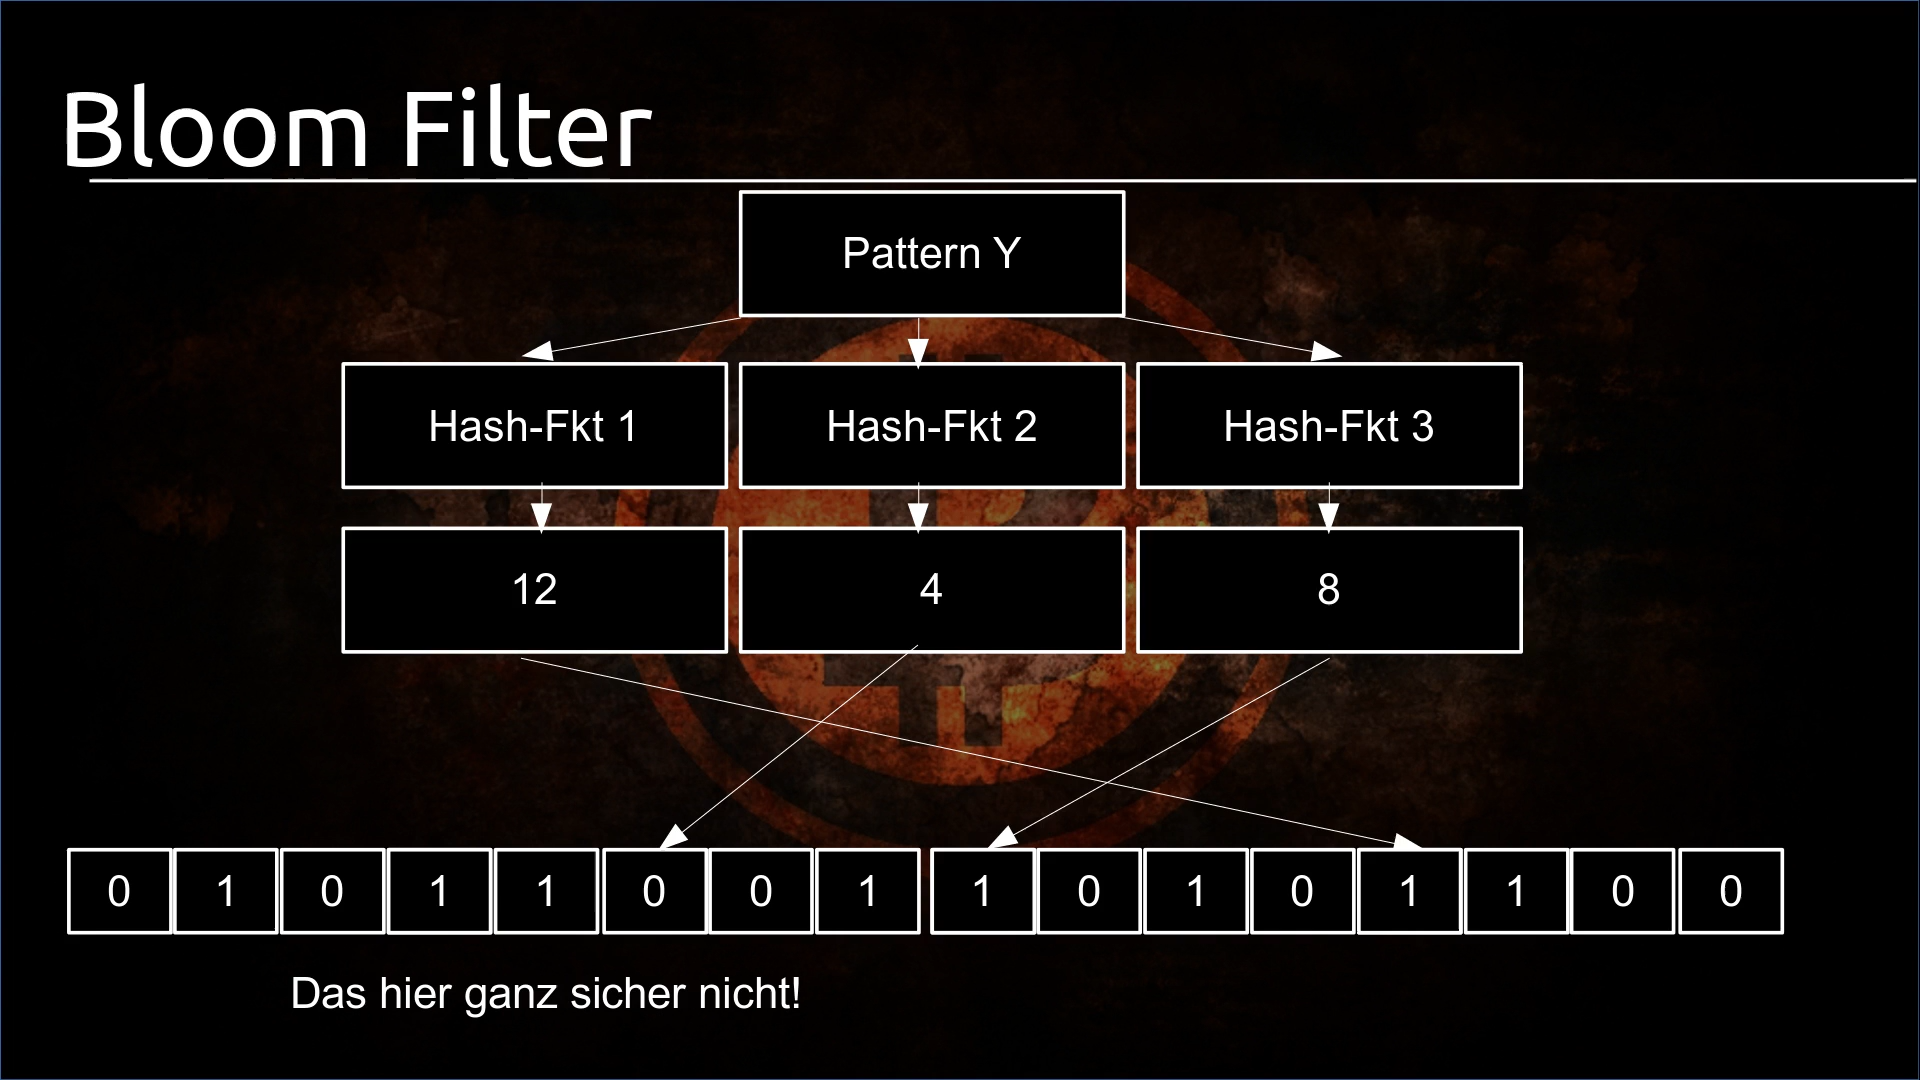 Bloom Filter
Pattern Y
Hash-Fkt 1 Hash-Fkt 2 Hash-Fkt 3
12 4 8
0 1 0 1 1 0 0 1 1 0 1 0 1 1 0 0
Das hier ganz sicher nicht!